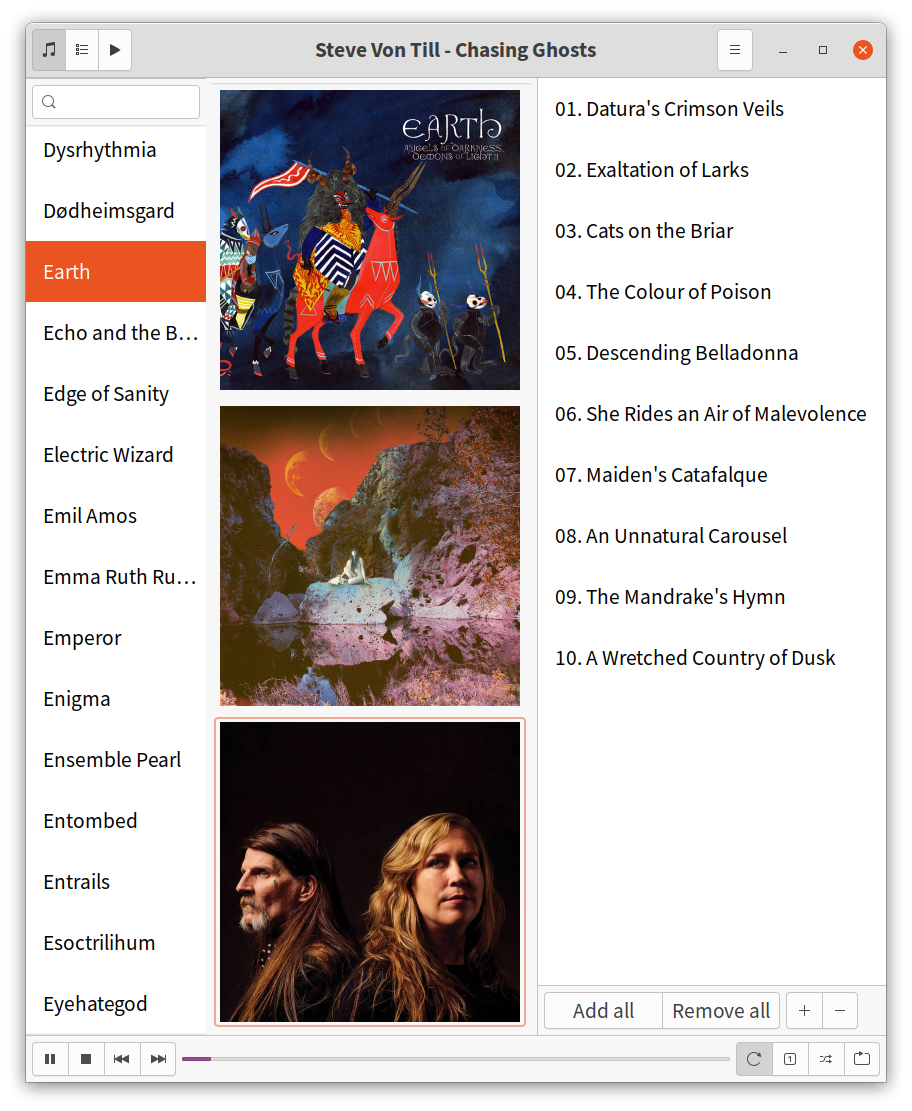 Steve Von Till - Chasing Ghosts
Dysrhythmia
Dødheimsgard
Earth
Echo and the B…
Edge of Sanity
Electric Wizard
Emil Amos
Emma Ruth Ru…
Emperor
Enigma
Ensemble Pearl
Entombed
Entrails
Esoctrilihum
Eyehategod
EARTH
ANGELS OF DARKNESS,
DEMONS OF LIGHT I
01. Datura's Crimson Veils
02. Exaltation of Larks
03. Cats on the Briar
04. The Colour of Poison
05. Descending Belladonna
06. She Rides an Air of Malevolence
07. Maiden's Catafalque
08. An Unnatural Carousel
09. The Mandrake's Hymn
10. A Wretched Country of Dusk
Add all
Remove all
1